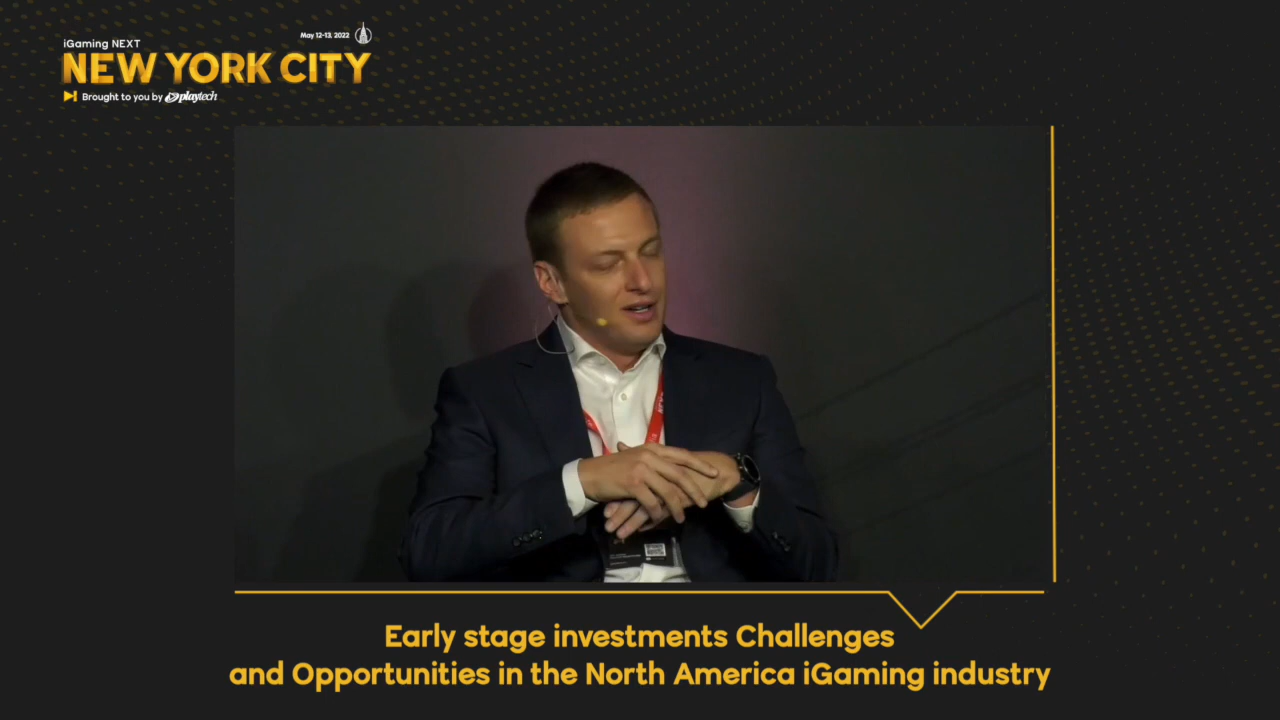 May 12-13, 2022
iGaming NEXT
NEW YORK CITY
Brought to you by playtech
Early stage investments Challenges
and Opportunities in the North America iGaming industry